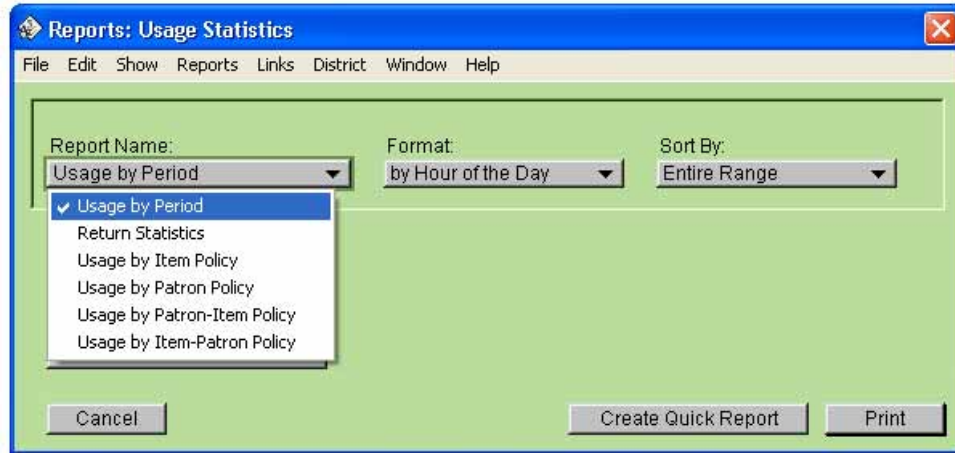 Reports: Usage Statistics
File Edit Show Reports Links District Window Help
Report Name: Format: Sort By:
Usage by Period by Hour of the Day Entire Range
Usage by Period
Return Statistics
Usage by Item Policy
Usage by Patron Policy
Usage by Patron-Item Policy
Usage by Item-Patron Policy
Cancel Create Quick Report Print